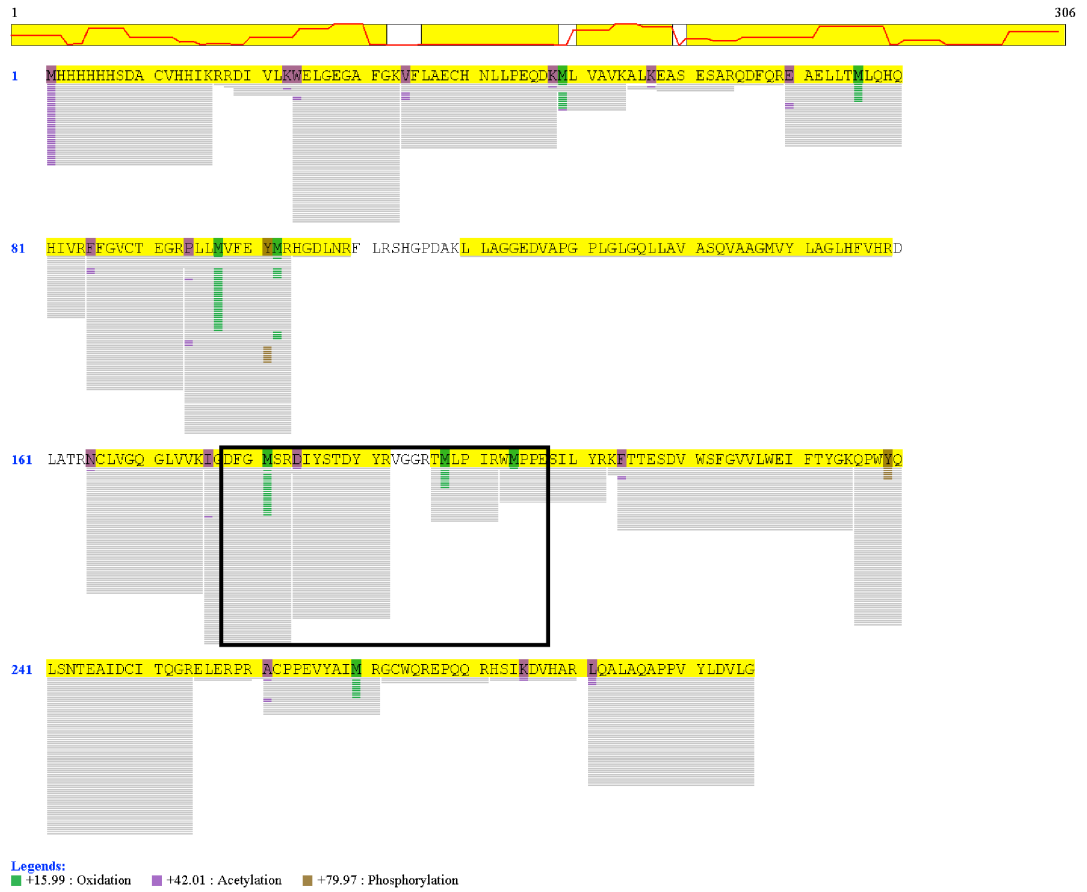 1 306
1 MHHHHHHSDA CVHHIKRRDI VLKWELGEGA FGKVFLAECH NLLPEQDKML VAVKALKEAS ESARQDFQRE AELLTMLQHQ
81 HIVRFFGVCT EGRPLLMVFE YMRHGDLNRF LRSHGPDAKL LAGGEDVAPG PLGLGQLLAV ASQVAAGMVY LAGLHFVHRD
161 LATRNCLVGQ GLVVKIGDFG MSRDIYSTDY YRVGGRTMLP IRWMPPESIL YRKFTTESDV WSFGVVLWEI FTYGKQPWYQ
241 LSNTEAIDCI TQGRELERPR ACPPEVYAIM RGCWQREPQQ RHSIKDVHAR LQALAQAPPV YLDVLG
Legends:
+15.99 : Oxidation +42.01 : Acetylation +79.97 : Phosphorylation